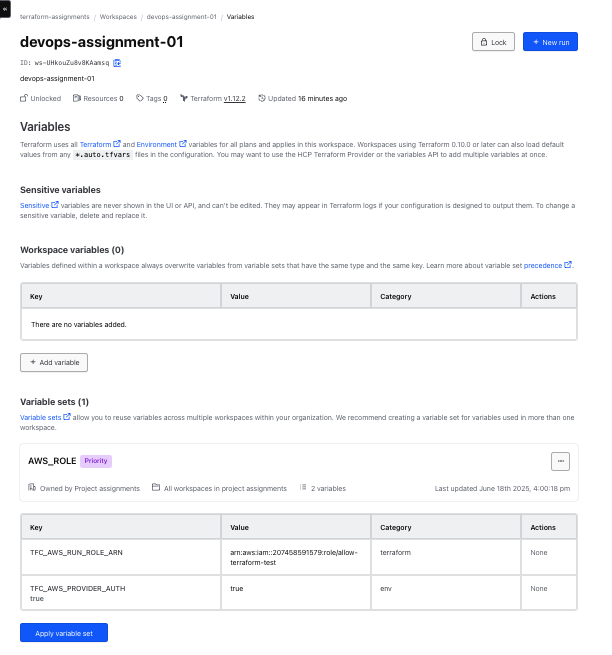 «
terraform-assignments / Workspaces / devops-assignment-01 / Variables
devops-assignment-01
Lock
+ New run
ID: ws-UHkouZu8v8KAamsq
devops-assignment-01
Unlocked Resources 0 Tags 0 Terraform v1.12.2 Updated 16 minutes ago
Variables
Terraform uses all Terraform and Environment variables for all plans and applies in this workspace. Workspaces using Terraform 0.10.0 or later can also load default
values from any *.auto.tfvars files in the configuration. You may want to use the HCP Terraform Provider or the variables API to add multiple variables at once.
Sensitive variables
Sensitive variables are never shown in the UI or API, and can't be edited. They may appear in Terraform logs if your configuration is designed to output them. To change a
sensitive variable, delete and replace it.
Workspace variables (0)
Variables defined within a workspace always overwrite variables from variable sets that have the same type and the same key. Learn more about variable set precedence.
Key Value Category Actions
There are no variables added.
+ Add variable
Variable sets (1)
Variable sets allow you to reuse variables across multiple workspaces within your organization. We recommend creating a variable set for variables used in more than one
workspace.
AWS_ROLE Priority
...
Owned by Project assignments All workspaces in project assignments 2 variables Last updated June 18th 2025, 4:00:18 pm
Key Value Category Actions
TFC_AWS_RUN_ROLE_ARN arn:aws:iam::207458591579:role/allow- terraform None
terraform-test
TFC_AWS_PROVIDER_AUTH true env None
true
Apply variable set